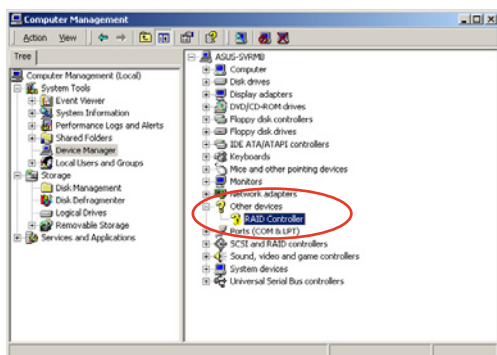 Computer Management
Action View
Tree
Computer Management (Local)
System Tools
Event Viewer
System Information
Performance Logs and Alerts
Shared Folders
Device Manager
Local Users and Groups
Storage
Disk Management
Disk Defragmenter
Logical Drives
Removable Storage
Services and Applications
ASUS-SVRMB
Computer
Disk drives
Display adapters
DVD/CD-ROM drives
Floppy disk controllers
Floppy disk drives
IDE ATA/ATAPI controllers
Keyboards
Mice and other pointing devices
Monitors
Network adapters
Other devices
RAID Controller
Ports (COM & LPT)
SCSI and RAID controllers
Sound, video and game controllers
System devices
Universal Serial Bus controllers